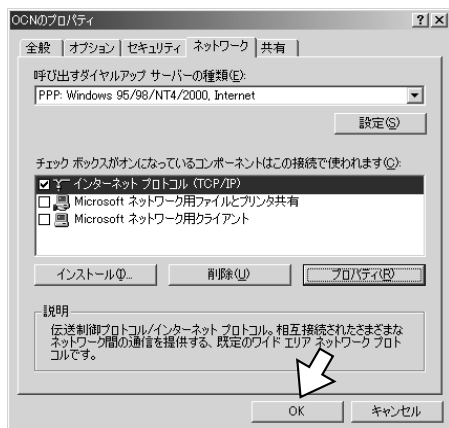 OCNのプロパティ
全般 オプション セキュリティ ネットワーク 共有
呼び出すダイヤルアップ サーバーの種類(E):
PPP: Windows 95/98/NT4/2000, Internet
設定(S)
チェック ボックスがオンになっているコンポーネントはこの接続で使われます(C):
インターネット プロトコル (TCP/IP)
Microsoft ネットワーク用ファイルとプリンタ共有
Microsoft ネットワーク用クライアント
インストール(I)... 削除(U) プロパティ(R)
説明
伝送制御プロトコル/インターネット プロトコル。相互接続されたさまざまな
ネットワーク間の通信を提供する、既定のワイド エリア ネットワーク プロト
コルです。
OK キャンセル